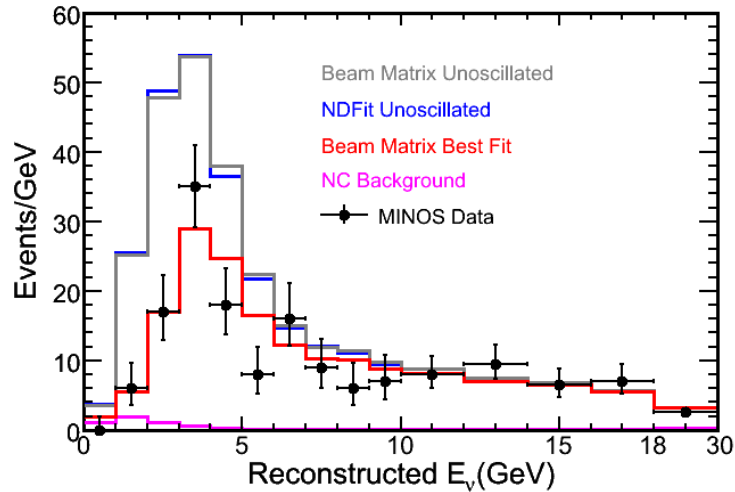 60
50
40
30
20
10
0
Events/GeV
Beam Matrix Unoscillated
NDFit Unoscillated
Beam Matrix Best Fit
NC Background
MINOS Data
0 5 10 15 18 30
Reconstructed Eν(GeV)